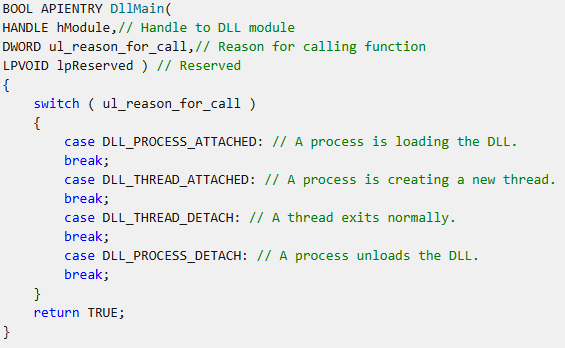 BOOL APIENTRY DllMain(
HANDLE hModule,// Handle to DLL module
DWORD ul_reason_for_call,// Reason for calling function
LPVOID lpReserved ) // Reserved
{
    switch ( ul_reason_for_call )
    {
        case DLL_PROCESS_ATTACHED: // A process is loading the DLL.
        break;
        case DLL_THREAD_ATTACHED: // A process is creating a new thread.
        break;
        case DLL_THREAD_DETACH: // A thread exits normally.
        break;
        case DLL_PROCESS_DETACH: // A process unloads the DLL.
        break;
    }
    return TRUE;
}